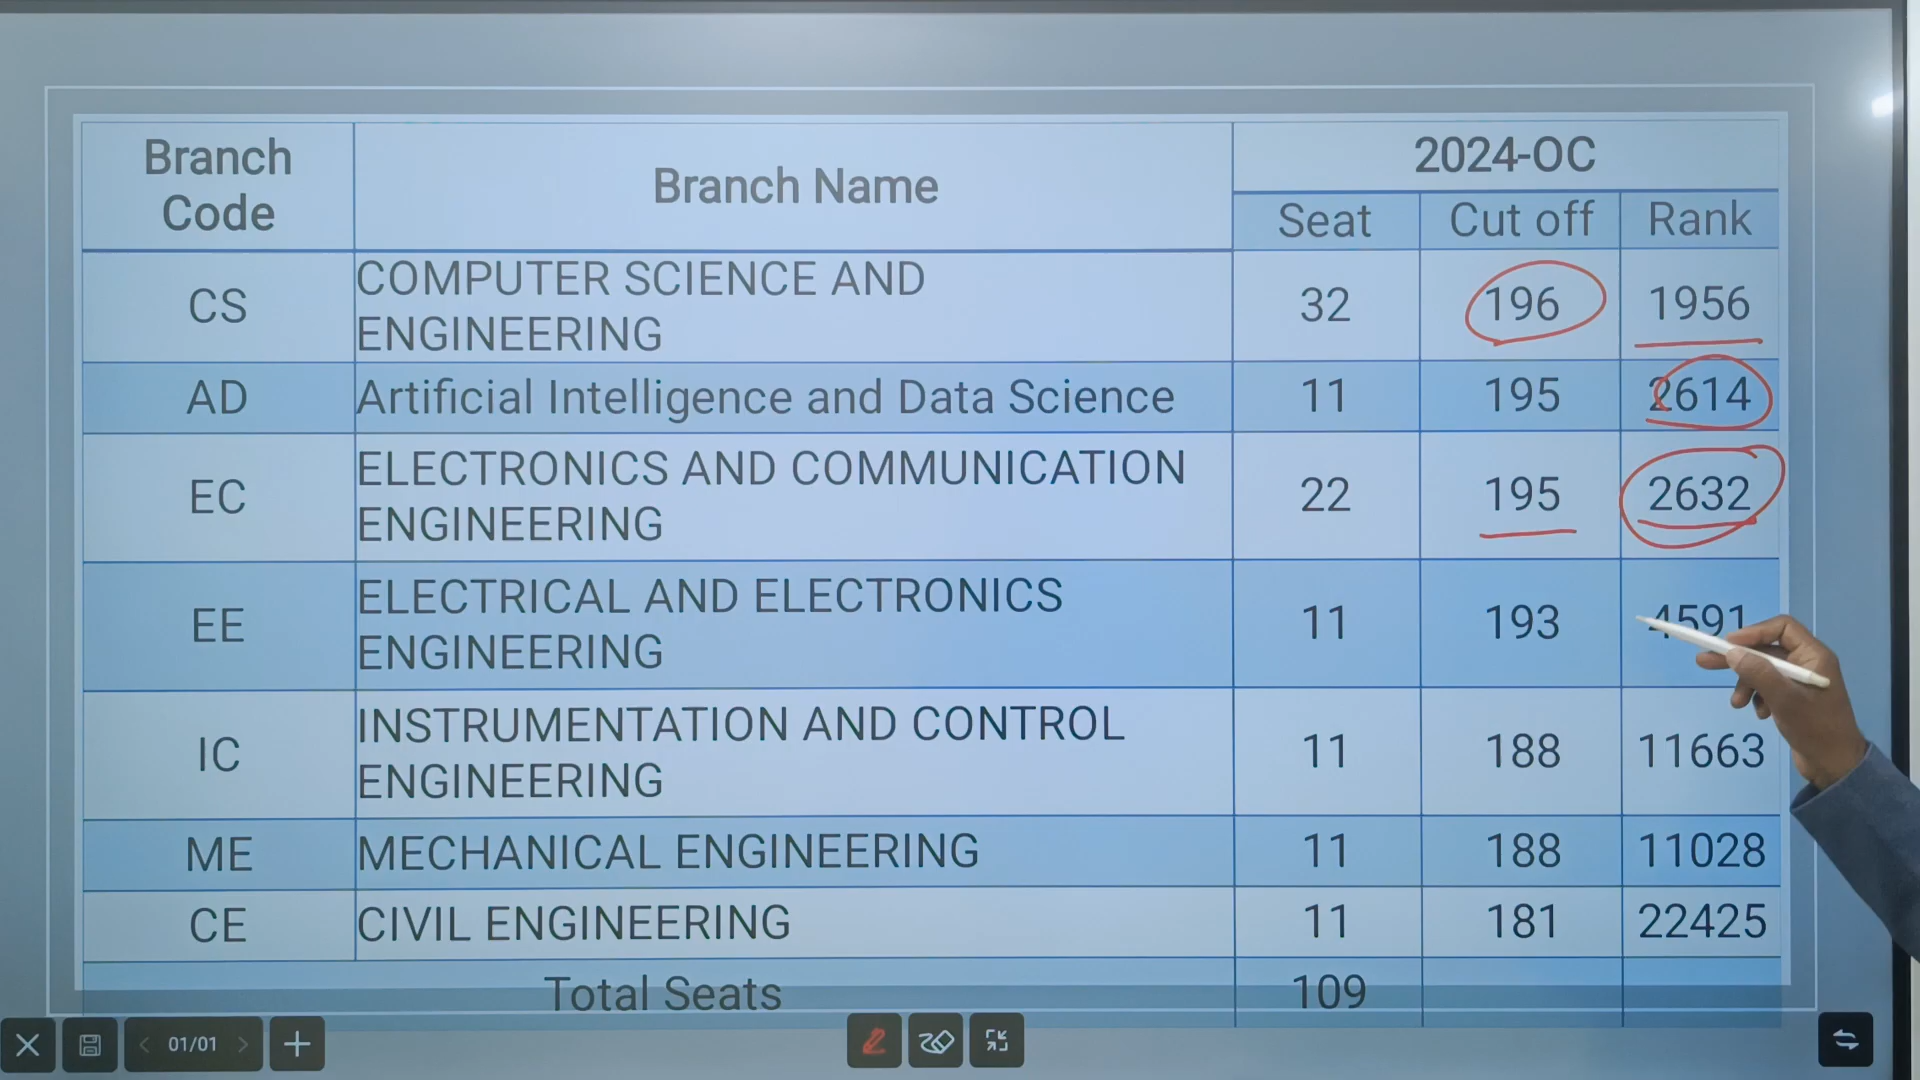 Branch Code
Branch Name
2024-OC
Seat
Cut off
Rank
CS
COMPUTER SCIENCE AND
ENGINEERING
32
196
1956
AD
Artificial Intelligence and Data Science
11
195
2614
EC
ELECTRONICS AND COMMUNICATION
ENGINEERING
22
195
2632
EE
ELECTRICAL AND ELECTRONICS
ENGINEERING
11
193
4591
IC
INSTRUMENTATION AND CONTROL
ENGINEERING
11
188
11663
ME
MECHANICAL ENGINEERING
11
188
11028
CE
CIVIL ENGINEERING
11
181
22425
Total Seats
109
01/01